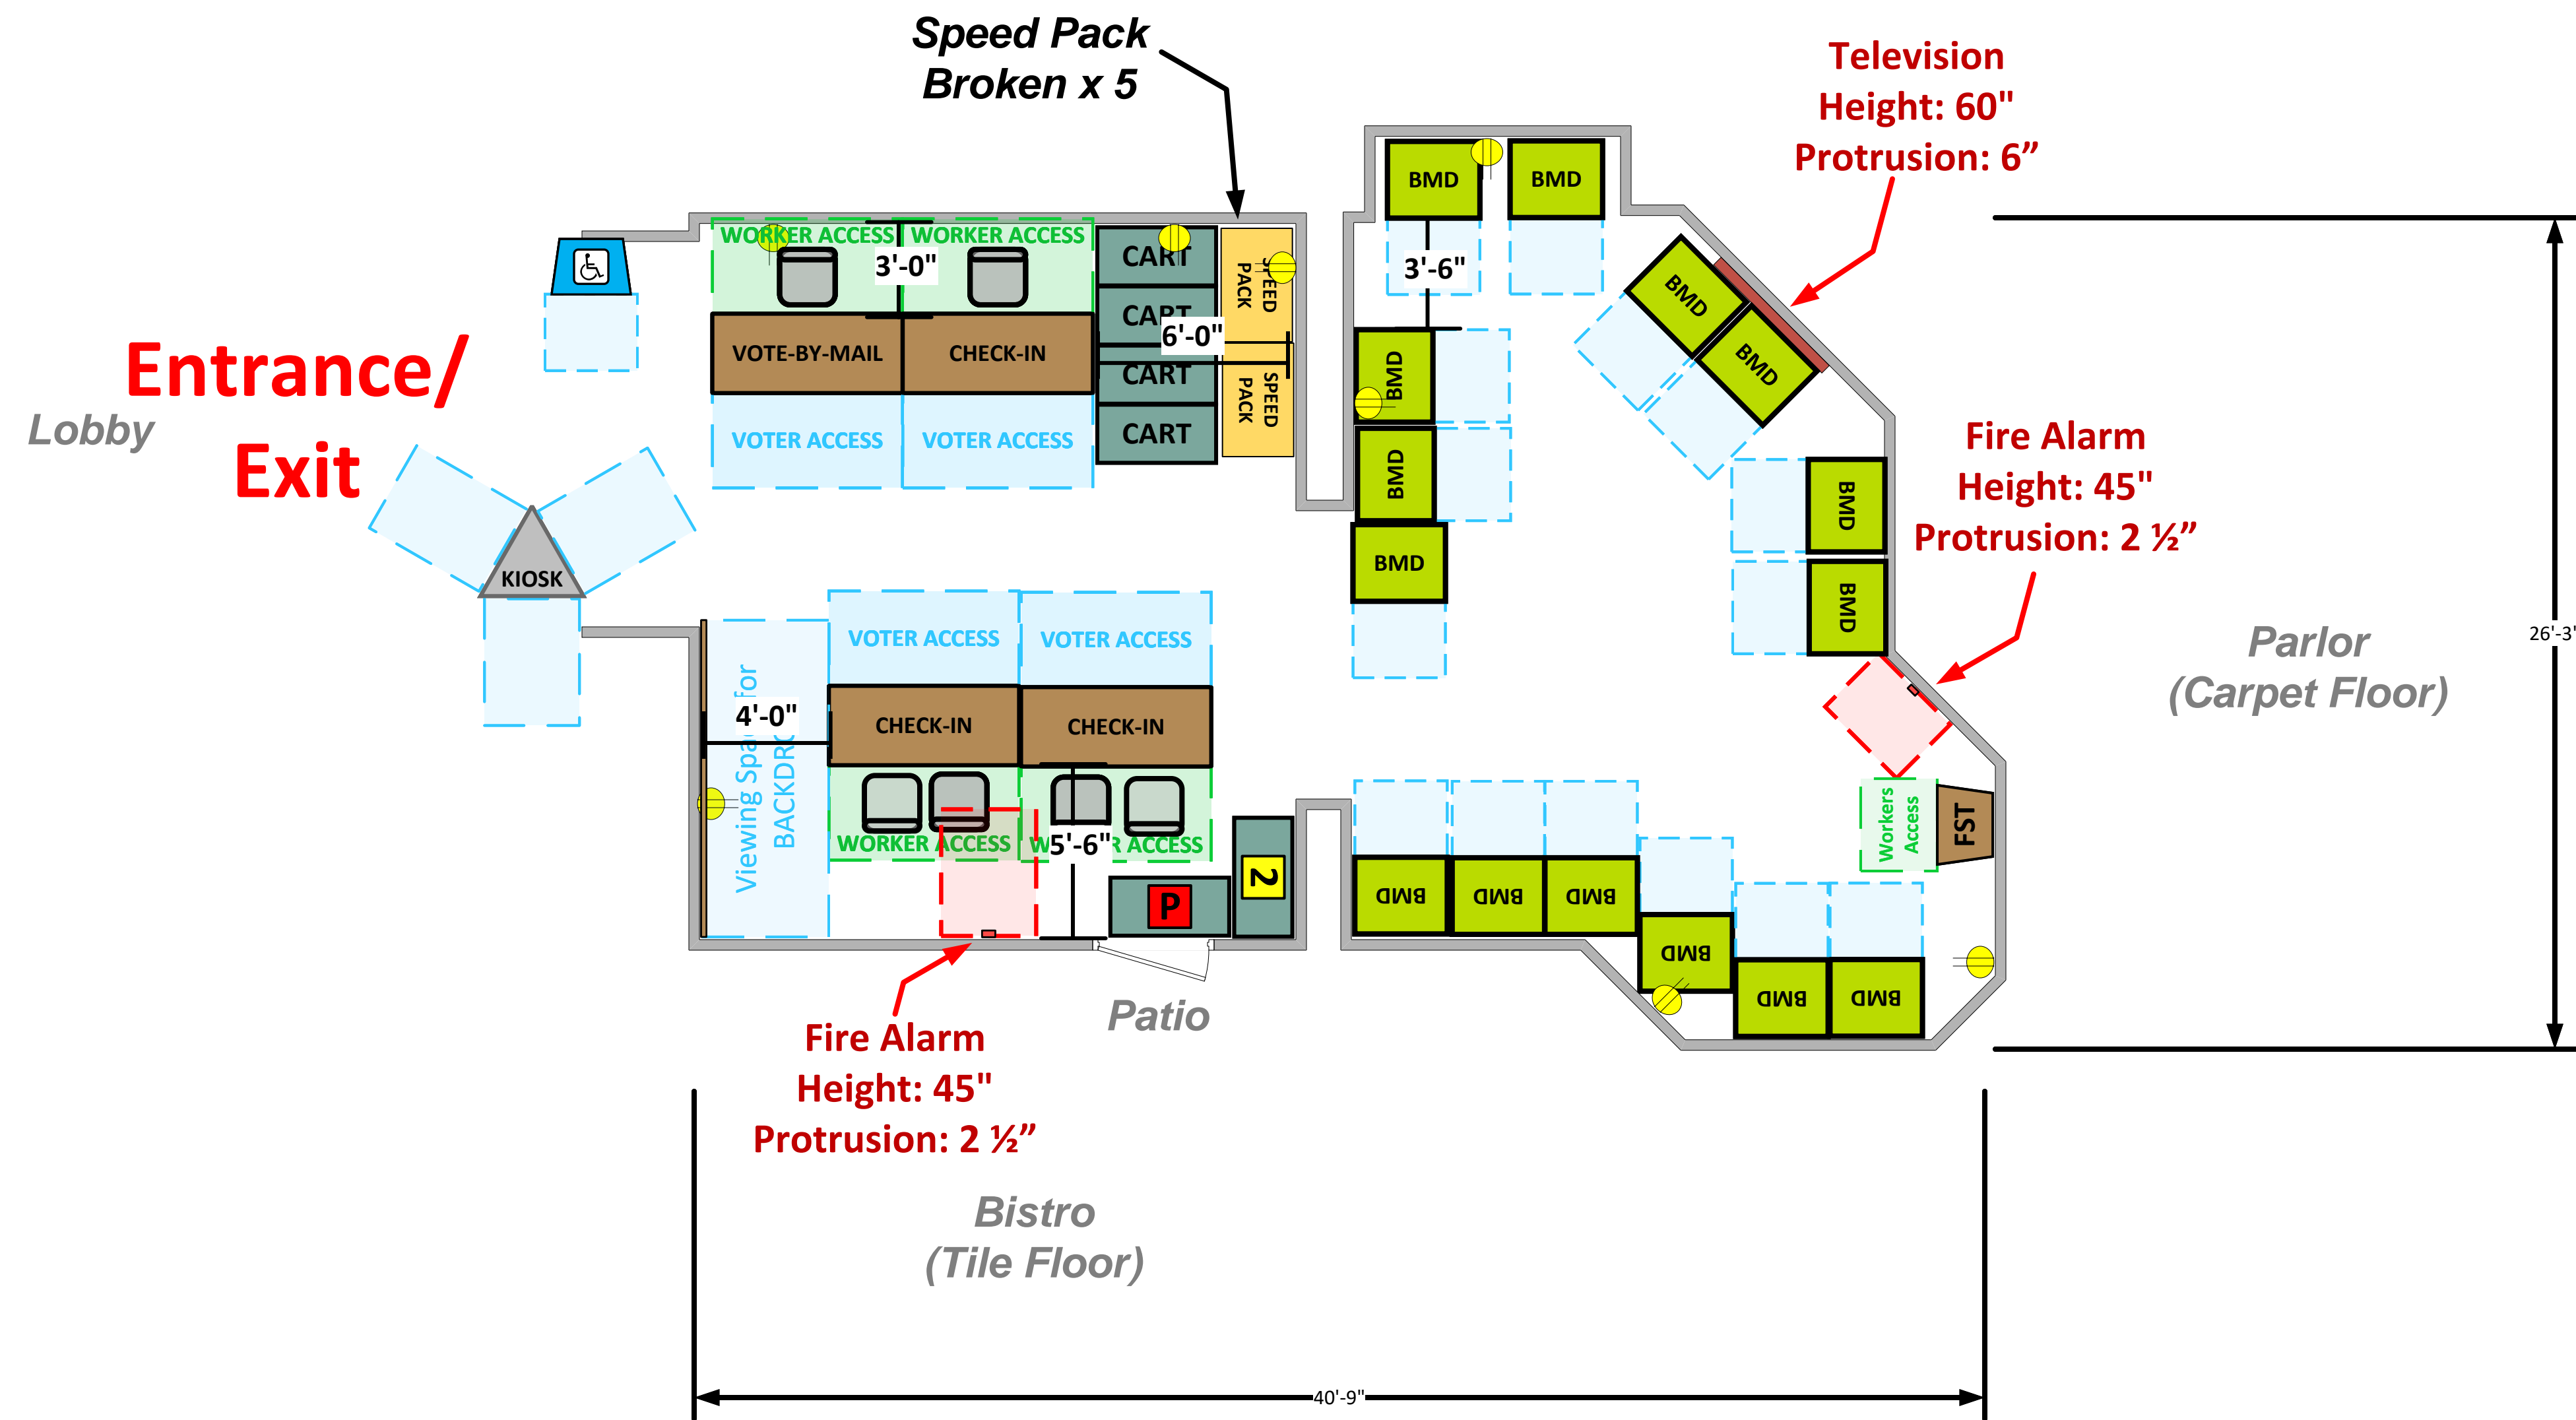 Speed Pack
Broken x 5
Television
Height: 60"
Protrusion: 6”
BMD
BMD
WORKER ACCESS
WORKER ACCESS
3'-0"
CART
CART
CART
CART
SPEED
PACK
SPEED
PACK
6'-0"
3'-6"
BMD
BMD
Entrance/
Exit
Lobby
VOTE-BY-MAIL
CHECK-IN
VOTER ACCESS
VOTER ACCESS
BMD
BMD
BMD
Fire Alarm
Height: 45"
Protrusion: 2 ½”
BMD
BMD
KIOSK
VOTER ACCESS
VOTER ACCESS
Parlor
(Carpet Floor)
26'-3"
Viewing Space for
4'-0"
CHECK-IN
CHECK-IN
WORKER ACCESS
ACCESS
5'-6"
P
2
Workers
Access
FST
BMD
BMD
BMD
BMD
BMD
BMD
Patio
Fire Alarm
Height: 45"
Protrusion: 2 ½”
Bistro
(Tile Floor)
40'-9"